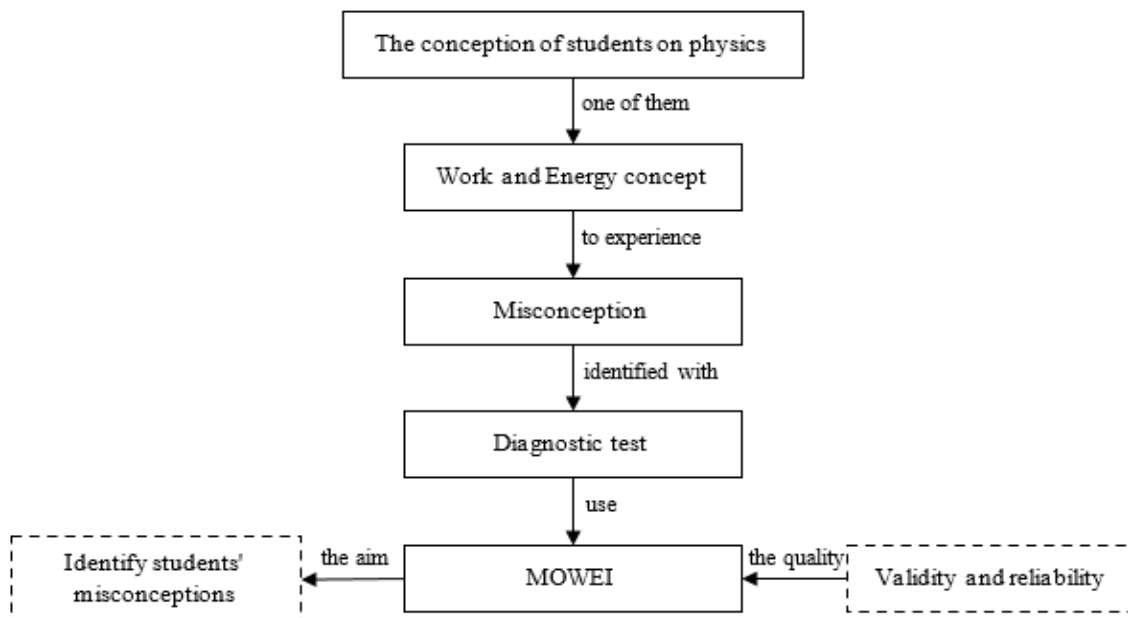 The conception of students on physics
one of them
Work and Energy concept
to experience
Misconception
identified with
Diagnostic test
use
Identify students'
misconceptions
the aim
MOWEI
the quality
Validity and reliability